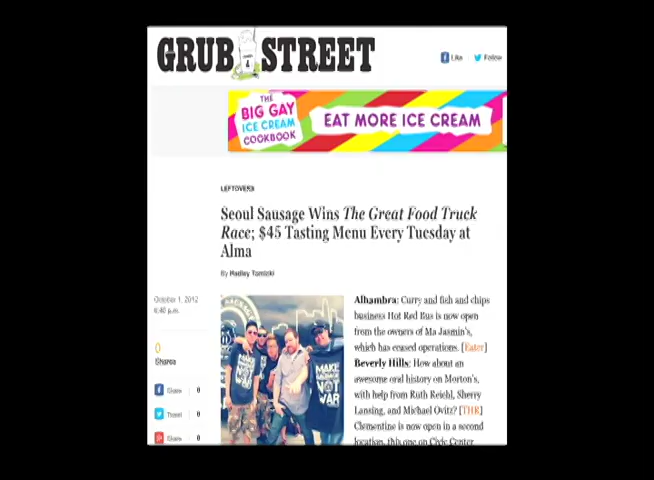 GRUB STREET
Like Follow
THE
BIG GAY
ICE CREAM
COOKBOOK
EAT MORE ICE CREAM
LEFTOVERS
Seoul Sausage Wins The Great Food Truck
Race; $45 Tasting Menu Every Tuesday at
Alma
By Hadley Tomicki
October 1, 2012
0
Shares
Share 0
Tweet 0
Share 0
MAKE
SAUSAGE
NOT
WAR
Alhambra: Curry and fish and chips
business Hot Red Bus is now open
from the owners of Ma Jasmin's,
which has ceased operations. [Eater]
Beverly Hills: How about an
awesome oral history on Morton's,
with help from Ruth Reichl, Sherry
Lansing, and Michael Ovitz? [THR]
Clementine is now open in a second
location, this one on Civic Center